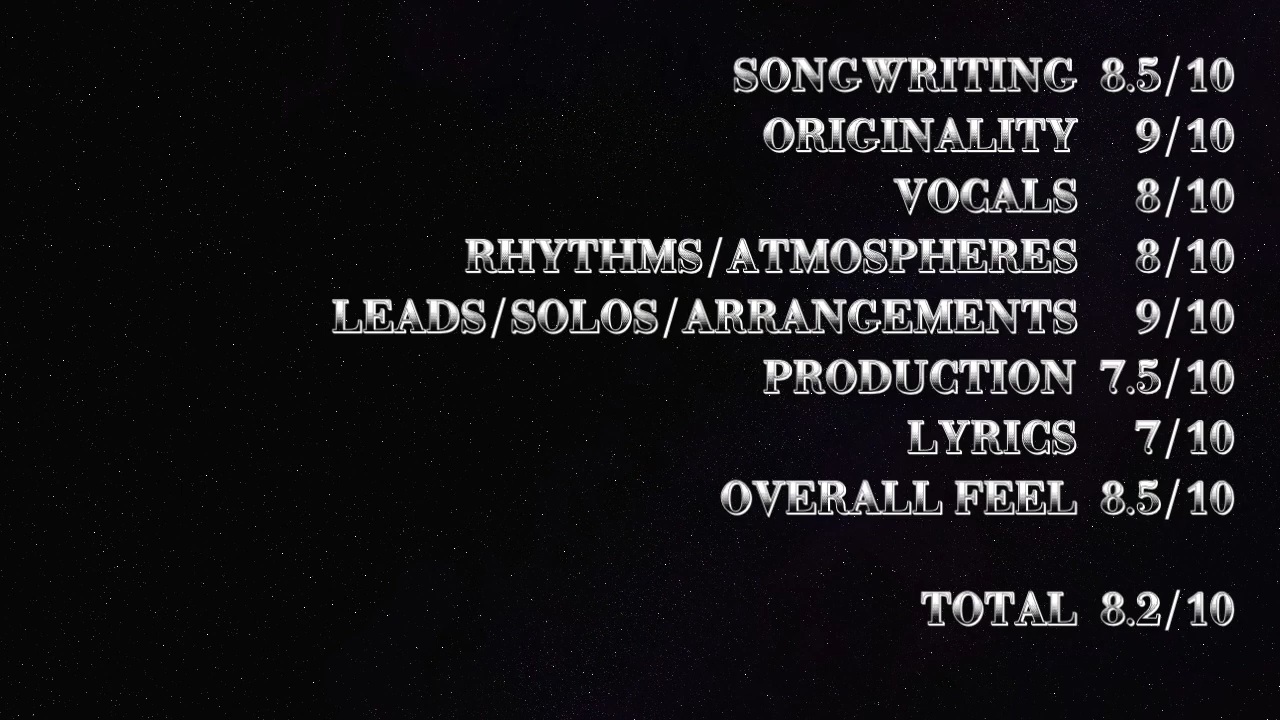 SONGWRITING 8.5/10
ORIGINALITY 9/10
VOCALS 8/10
RHYTHMS/ATMOSPHERES 8/10
LEADS/SOLOS/ARRANGEMENTS 9/10
PRODUCTION 7.5/10
LYRICS 7/10
OVERALL FEEL 8.5/10
TOTAL 8.2/10